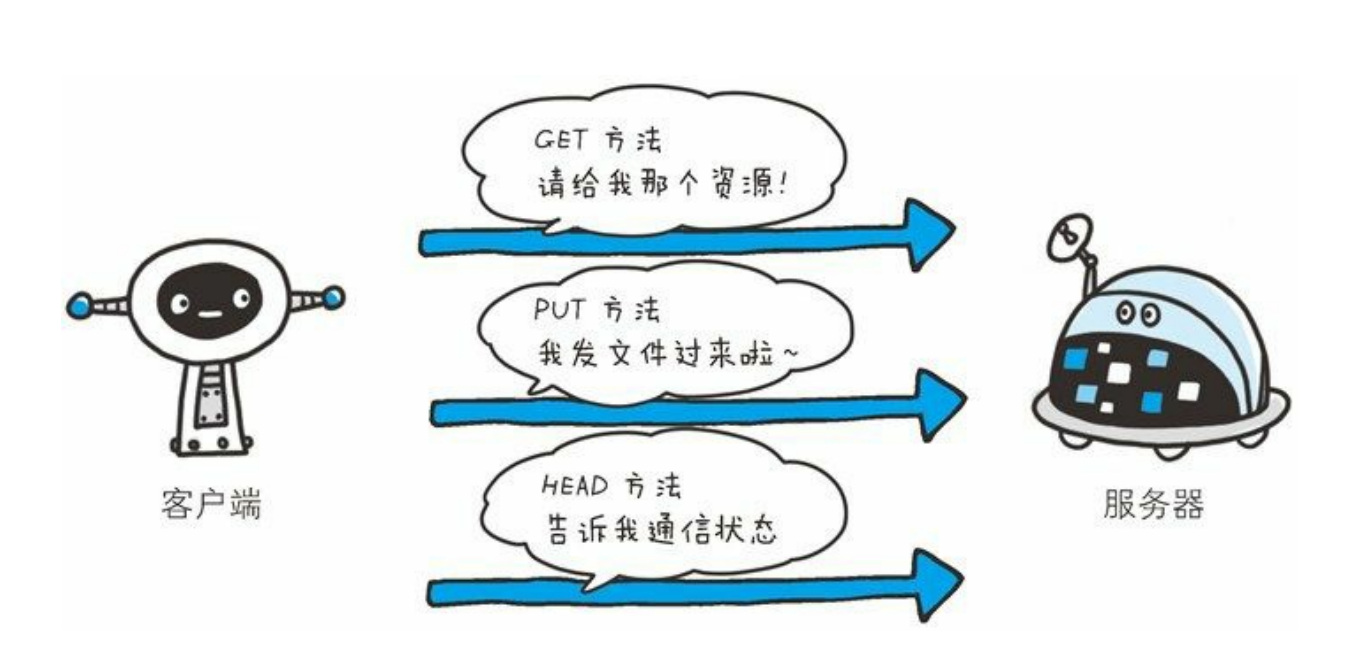 GET 方法
请给我那个资源!
PUT 方法
我发文件过来啦~
HEAD 方法
告诉我通信状态
客户端
服务器